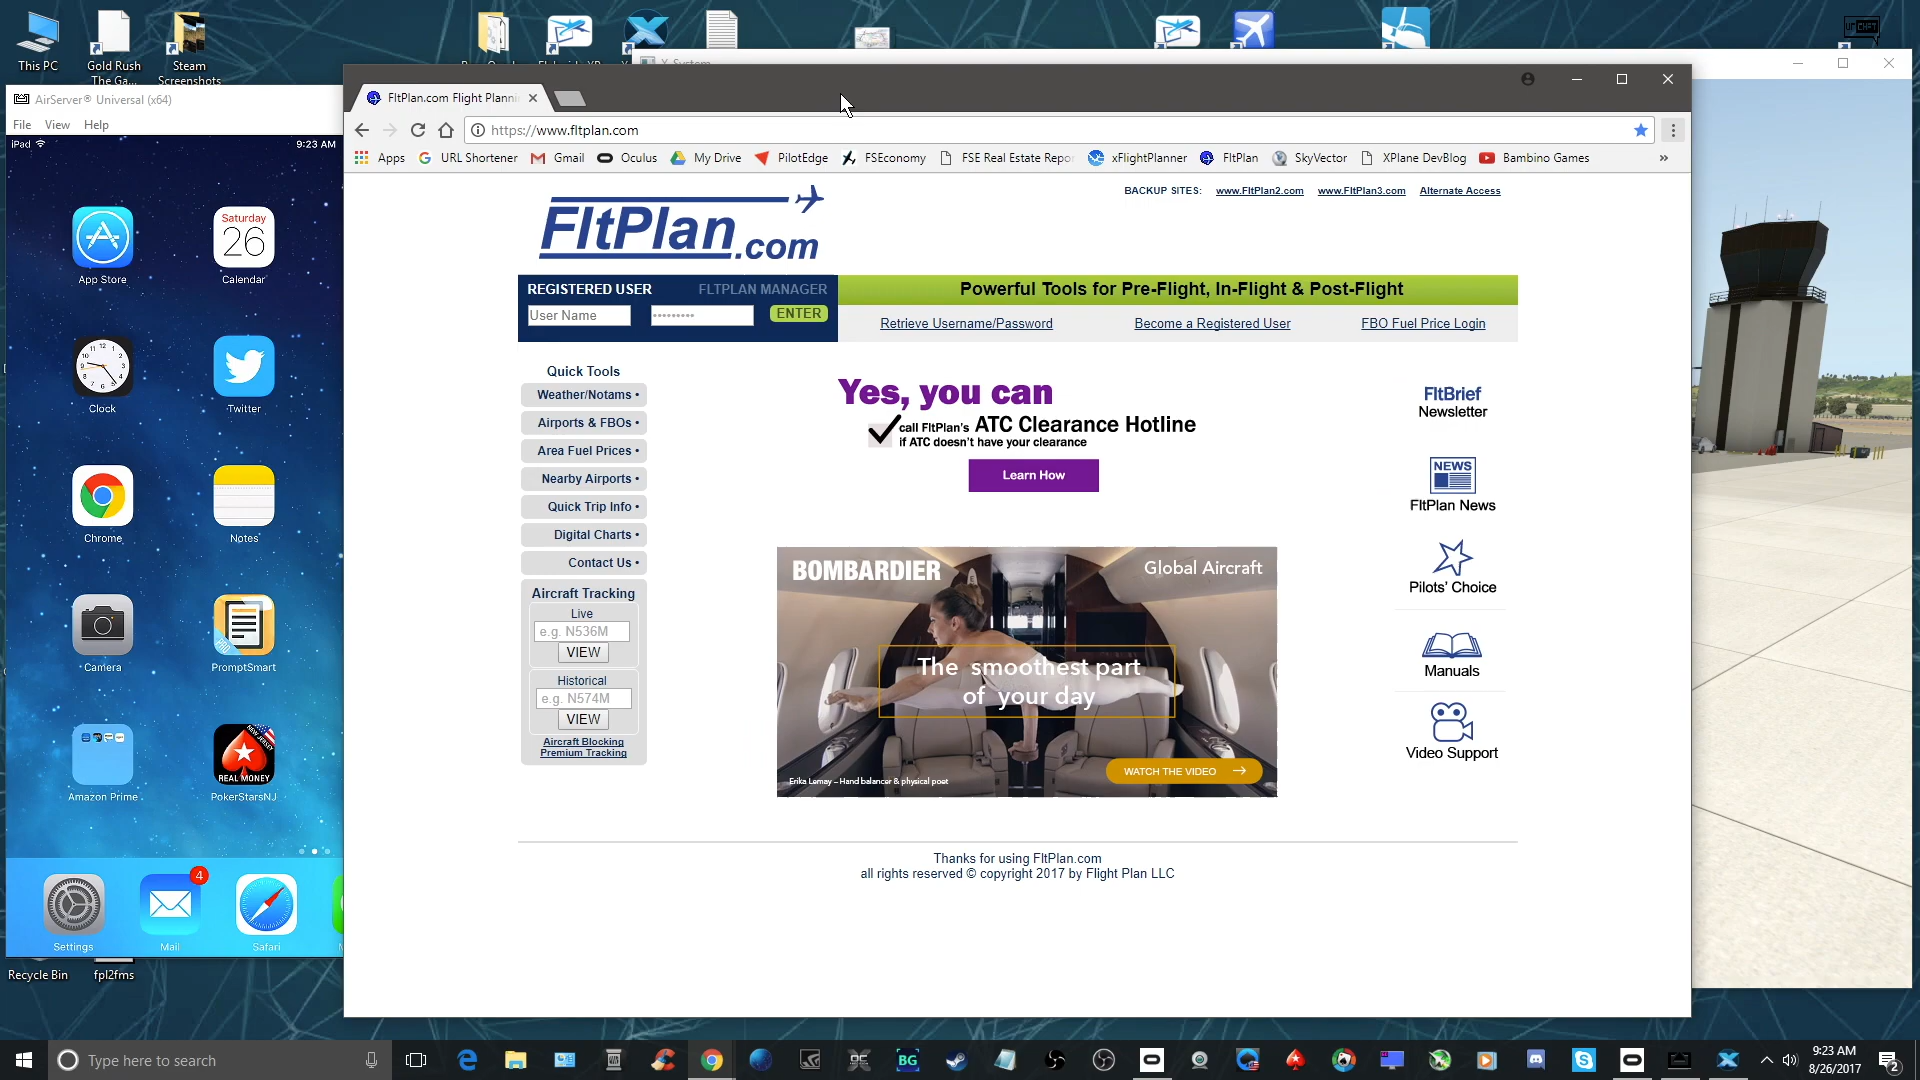 This PC
Gold Rush
The Ga...
Steam
Screenshots
X-System
AirServer® Universal (x64)
File View Help
iPad
9:23 AM
App Store
Saturday
26
Calendar
Clock
Twitter
Chrome
Notes
Camera
PRO
PromptSmart
Amazon Prime
NEW JERSEY
REAL MONEY
PokerStarsNJ
4
Settings
Mail
Safari
Recycle Bin
fpl2fms
FltPlan.com Flight Planni
https://www.fltplan.com
Apps
URL Shortener
Gmail
Oculus
My Drive
PilotEdge
FSEconomy
FSE Real Estate Repo
xFlightPlanner
FltPlan
SkyVector
XPlane DevBlog
Bambino Games
»
FltPlan.com
BACKUP SITES: www.FltPlan2.com www.FltPlan3.com Alternate Access
REGISTERED USER FLTPLAN MANAGER
User Name
ENTER
Powerful Tools for Pre-Flight, In-Flight & Post-Flight
Retrieve Username/Password
Become a Registered User
FBO Fuel Price Login
Quick Tools
Weather/Notams •
Airports & FBOs •
Area Fuel Prices •
Nearby Airports •
Quick Trip Info •
Digital Charts •
Contact Us •
Aircraft Tracking
Live
e.g. N536M
VIEW
Historical
e.g. N574M
VIEW
Aircraft Blocking
Premium Tracking
Yes, you can
call FltPlan's ATC Clearance Hotline
if ATC doesn't have your clearance
Learn How
BOMBARDIER
Global Aircraft
The smoothest part
of your day
WATCH THE VIDEO
Erika Lemay – Hand balancer & physical poet
FltBrief
Newsletter
NEWS
FltPlan News
Pilots' Choice
Manuals
Video Support
Thanks for using FltPlan.com
all rights reserved © copyright 2017 by Flight Plan LLC
Type here to search
BG
9:23 AM
8/26/2017
2